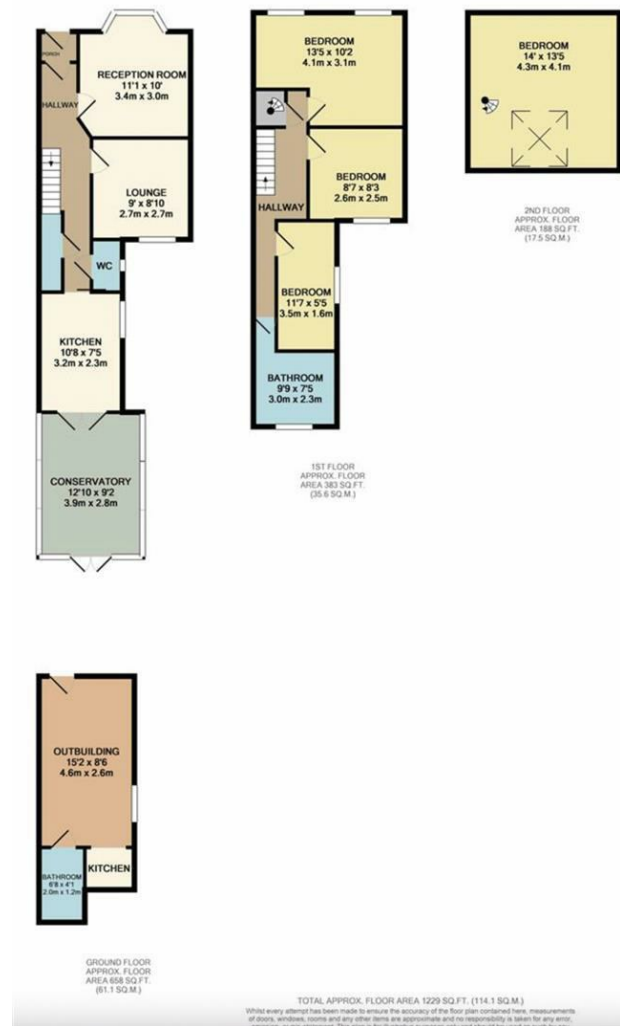 PORCH
RECEPTION ROOM
11'1 x 10'
3.4m x 3.0m
HALLWAY
LOUNGE
9' x 8'10
2.7m x 2.7m
WC
KITCHEN
10'8 x 7'5
3.2m x 2.3m
CONSERVATORY
12'10 x 9'2
3.9m x 2.8m
BEDROOM
13'5 x 10'2
4.1m x 3.1m
BEDROOM
8'7 x 8'3
2.6m x 2.5m
HALLWAY
BEDROOM
11'7 x 5'5
3.5m x 1.6m
BATHROOM
9'9 x 7'5
3.0m x 2.3m
1ST FLOOR
APPROX. FLOOR
AREA 383 SQ.FT.
(35.6 SQ.M.)
BEDROOM
14' x 13'5
4.3m x 4.1m
2ND FLOOR
APPROX. FLOOR
AREA 188 SQ.FT.
(17.5 SQ.M.)
OUTBUILDING
15'2 x 8'6
4.6m x 2.6m
BATHROOM
6'8 x 4'1
2.0m x 1.2m
KITCHEN
GROUND FLOOR
APPROX. FLOOR
AREA 658 SQ.FT.
(61.1 SQ.M.)
TOTAL APPROX. FLOOR AREA 1229 SQ.FT. (114.1 SQ.M.)
Whilst every attempt has been made to ensure the accuracy of the floor plan contained here, measurements
of doors, windows, rooms and any other items are approximate and no responsibility is taken for any error,